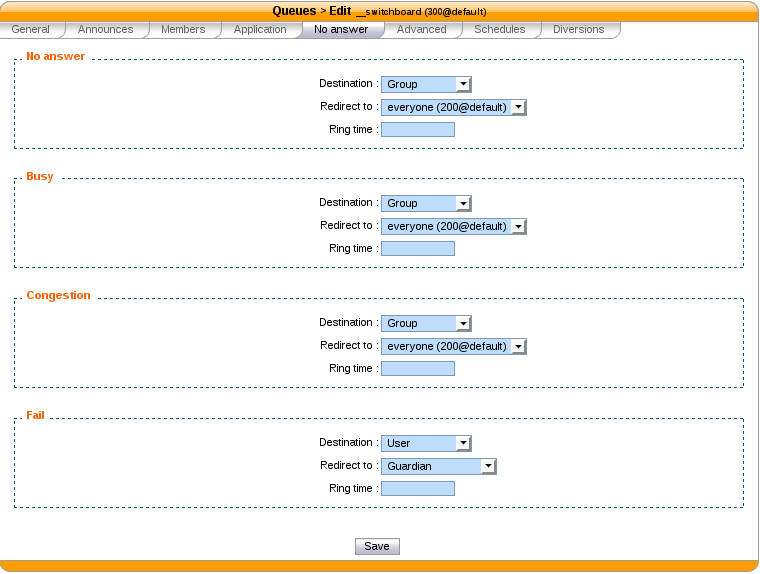 Queues > Edit __switchboard (300@default)
General Announces Members Application No answer Advanced Schedules Diversions
No answer
Destination : Group
Redirect to : everyone (200@default)
Ring time :
Busy
Destination : Group
Redirect to : everyone (200@default)
Ring time :
Congestion
Destination : Group
Redirect to : everyone (200@default)
Ring time :
Fail
Destination : User
Redirect to : Guardian
Ring time :
Save